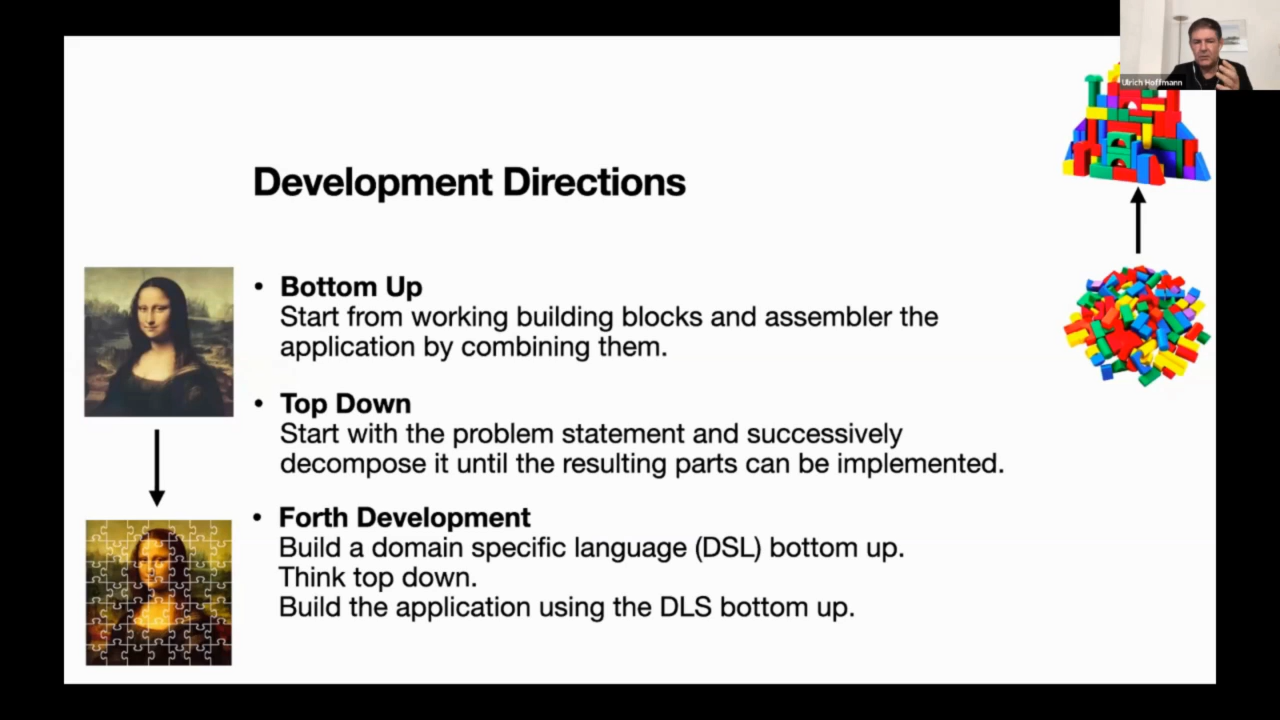 Ulrich Hoffmann
Development Directions
• Bottom Up
Start from working building blocks and assembler the
application by combining them.
• Top Down
Start with the problem statement and successively
decompose it until the resulting parts can be implemented.
• Forth Development
Build a domain specific language (DSL) bottom up.
Think top down.
Build the application using the DLS bottom up.